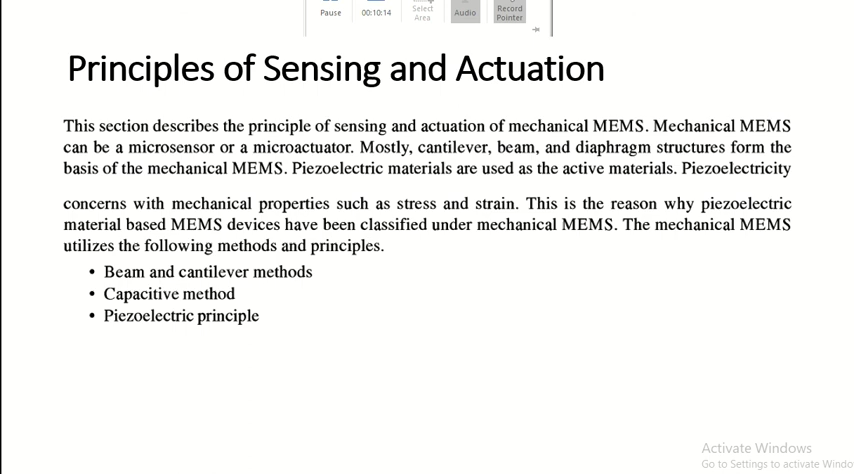 Pause
00:10:14
Select
Area
Audio
Record
Pointer
Principles of Sensing and Actuation
This section describes the principle of sensing and actuation of mechanical MEMS. Mechanical MEMS
can be a microsensor or a microactuator. Mostly, cantilever, beam, and diaphragm structures form the
basis of the mechanical MEMS. Piezoelectric materials are used as the active materials. Piezoelectricity
concerns with mechanical properties such as stress and strain. This is the reason why piezoelectric
material based MEMS devices have been classified under mechanical MEMS. The mechanical MEMS
utilizes the following methods and principles.
• Beam and cantilever methods
• Capacitive method
• Piezoelectric principle
Activate Windows
Go to Settings to activate Windo